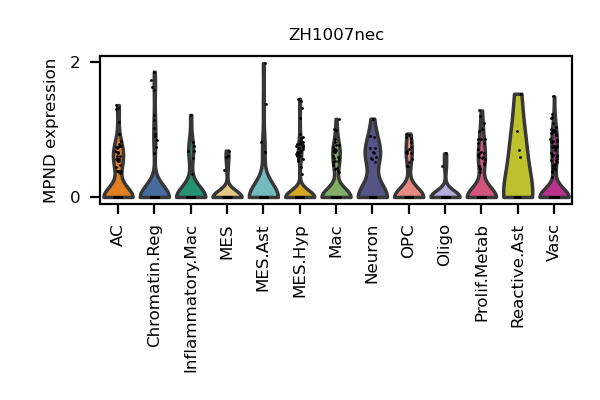 ZH1007nec
MPND expression
2
0
AC
Chromatin.Reg
Inflammatory.Mac
MES
MES.Ast
MES.Hyp
Mac
Neuron
OPC
Oligo
Prolif.Metab
Reactive.Ast
Vasc